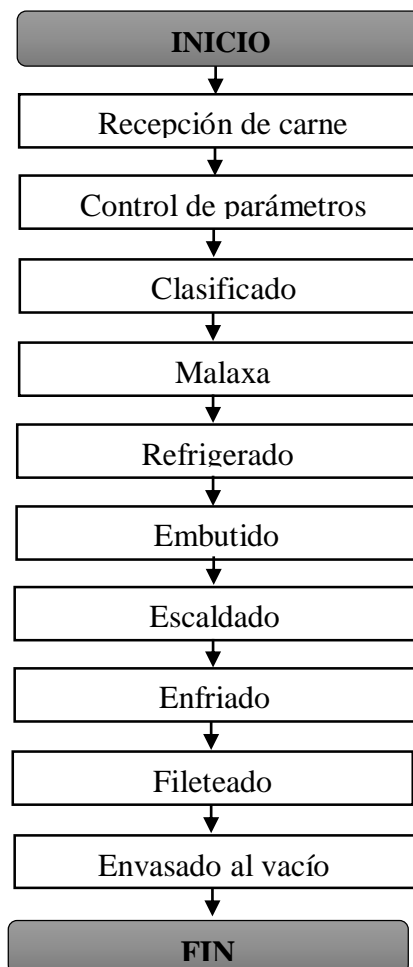 INICIO
Recepción de carne
Control de parámetros
Clasificado
Malaxa
Refrigerado
Embutido
Escaldado
Enfriado
Fileteado
Envasado al vacío
FIN